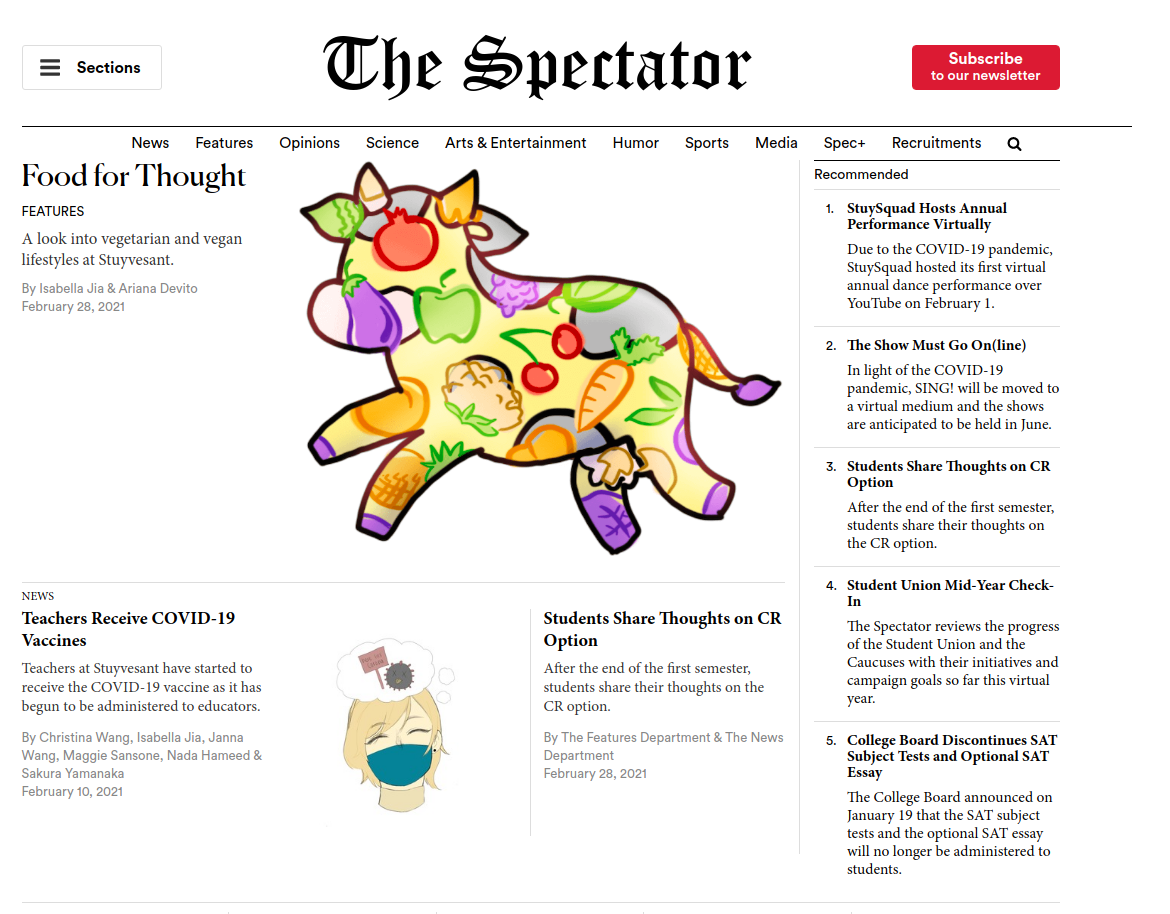 Sections
The Spectator
Subscribe
to our newsletter
News Features Opinions Science Arts & Entertainment Humor Sports Media Spec+ Recruitments
Food for Thought
FEATURES
A look into vegetarian and vegan
lifestyles at Stuyvesant.
By Isabella Jia & Ariana Devito
February 28, 2021
NEWS
Teachers Receive COVID-19
Vaccines
Teachers at Stuyvesant have started to
receive the COVID-19 vaccine as it has
begun to be administered to educators.
By Christina Wang, Isabella Jia, Janna
Wang, Maggie Sansone, Nada Hameed &
Sakura Yamanaka
February 10, 2021
Students Share Thoughts on CR
Option
After the end of the first semester,
students share their thoughts on the
CR option.
By The Features Department & The News
Department
February 28, 2021
Recommended
1. StuySquad Hosts Annual
Performance Virtually
Due to the COVID-19 pandemic,
StuySquad hosted its first virtual
annual dance performance over
YouTube on February 1.
2. The Show Must Go On(line)
In light of the COVID-19
pandemic, SING! will be moved to
a virtual medium and the shows
are anticipated to be held in June.
3. Students Share Thoughts on CR
Option
After the end of the first semester,
students share their thoughts on
the CR option.
4. Student Union Mid-Year Check-
In
The Spectator reviews the progress
of the Student Union and the
Caucuses with their initiatives and
campaign goals so far this virtual
year.
5. College Board Discontinues SAT
Subject Tests and Optional SAT
Essay
The College Board announced on
January 19 that the SAT subject
tests and the optional SAT essay
will no longer be administered to
students.